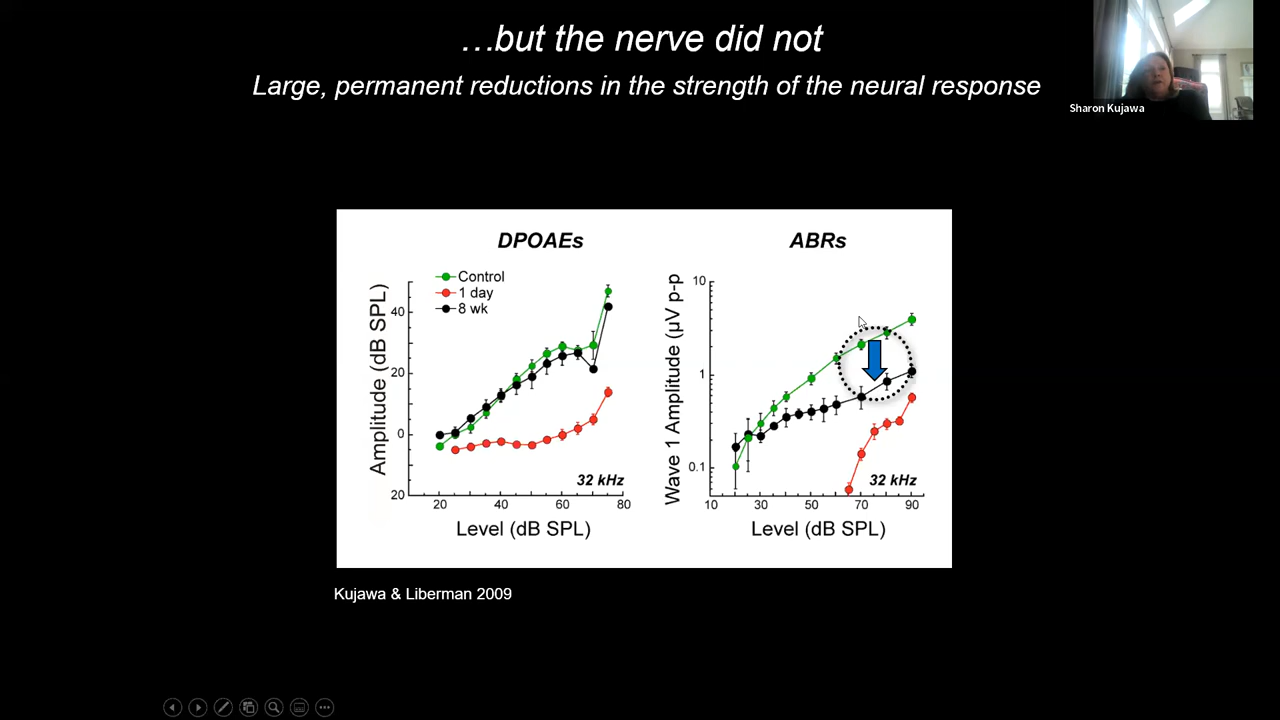 …but the nerve did not
Large, permanent reductions in the strength of the neural response
Sharon Kujawa
DPOAEs
ABRs
Control
1 day
8 wk
Amplitude (dB SPL)
40
20
0
20
20
40
60
80
32 kHz
Level (dB SPL)
Wave 1 Amplitude (µV p-p
10
1
0.1
10
30
50
70
90
32 kHz
Level (dB SPL)
Kujawa & Liberman 2009